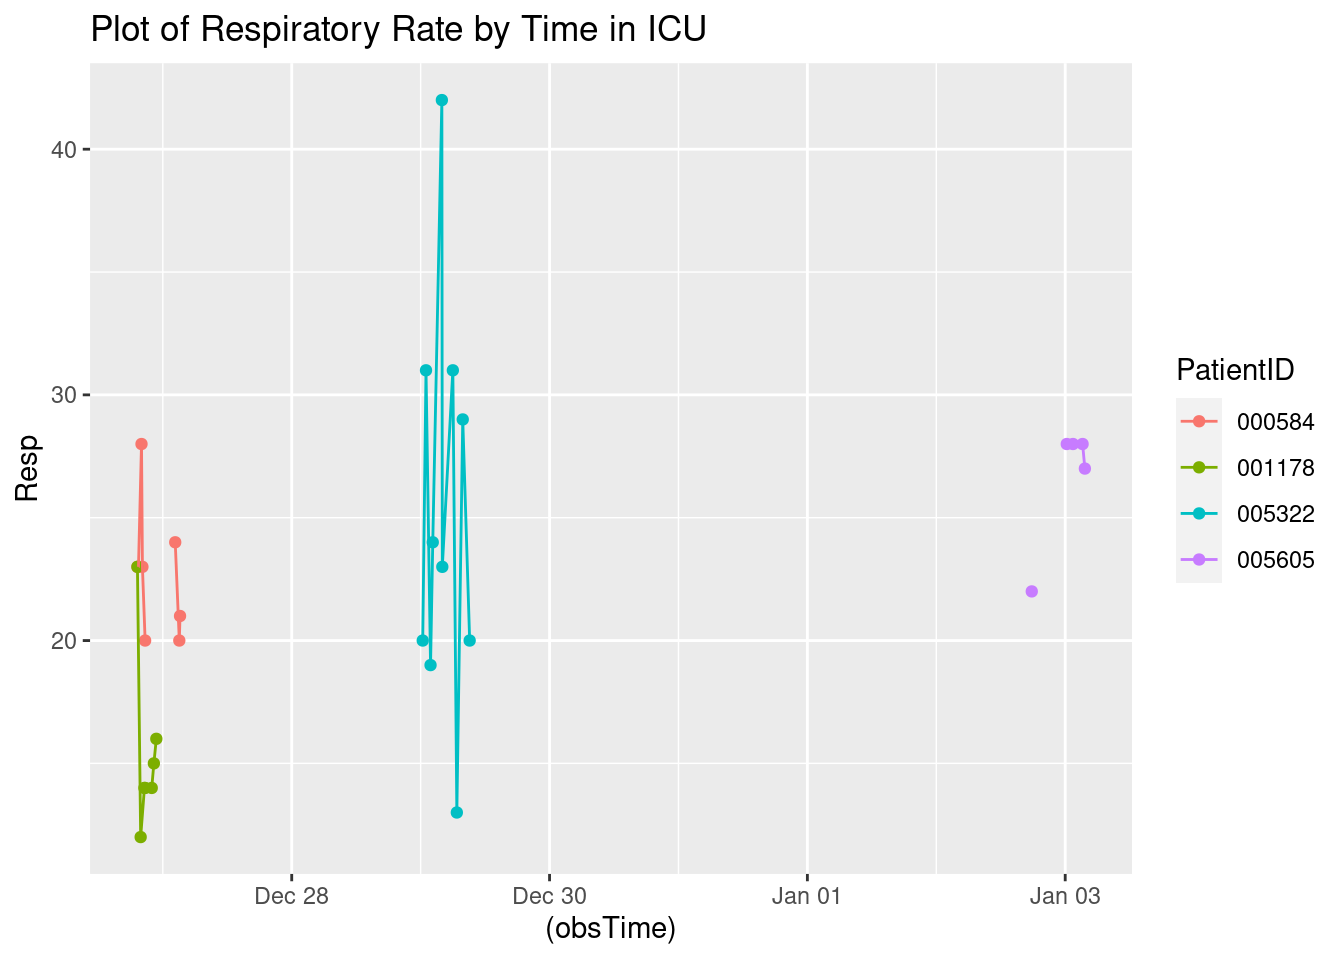 Plot of Respiratory Rate by Time in ICU
Resp
40
30
20
Dec 28
Dec 30
Jan 01
Jan 03
(obsTime)
PatientID
000584
001178
005322
005605